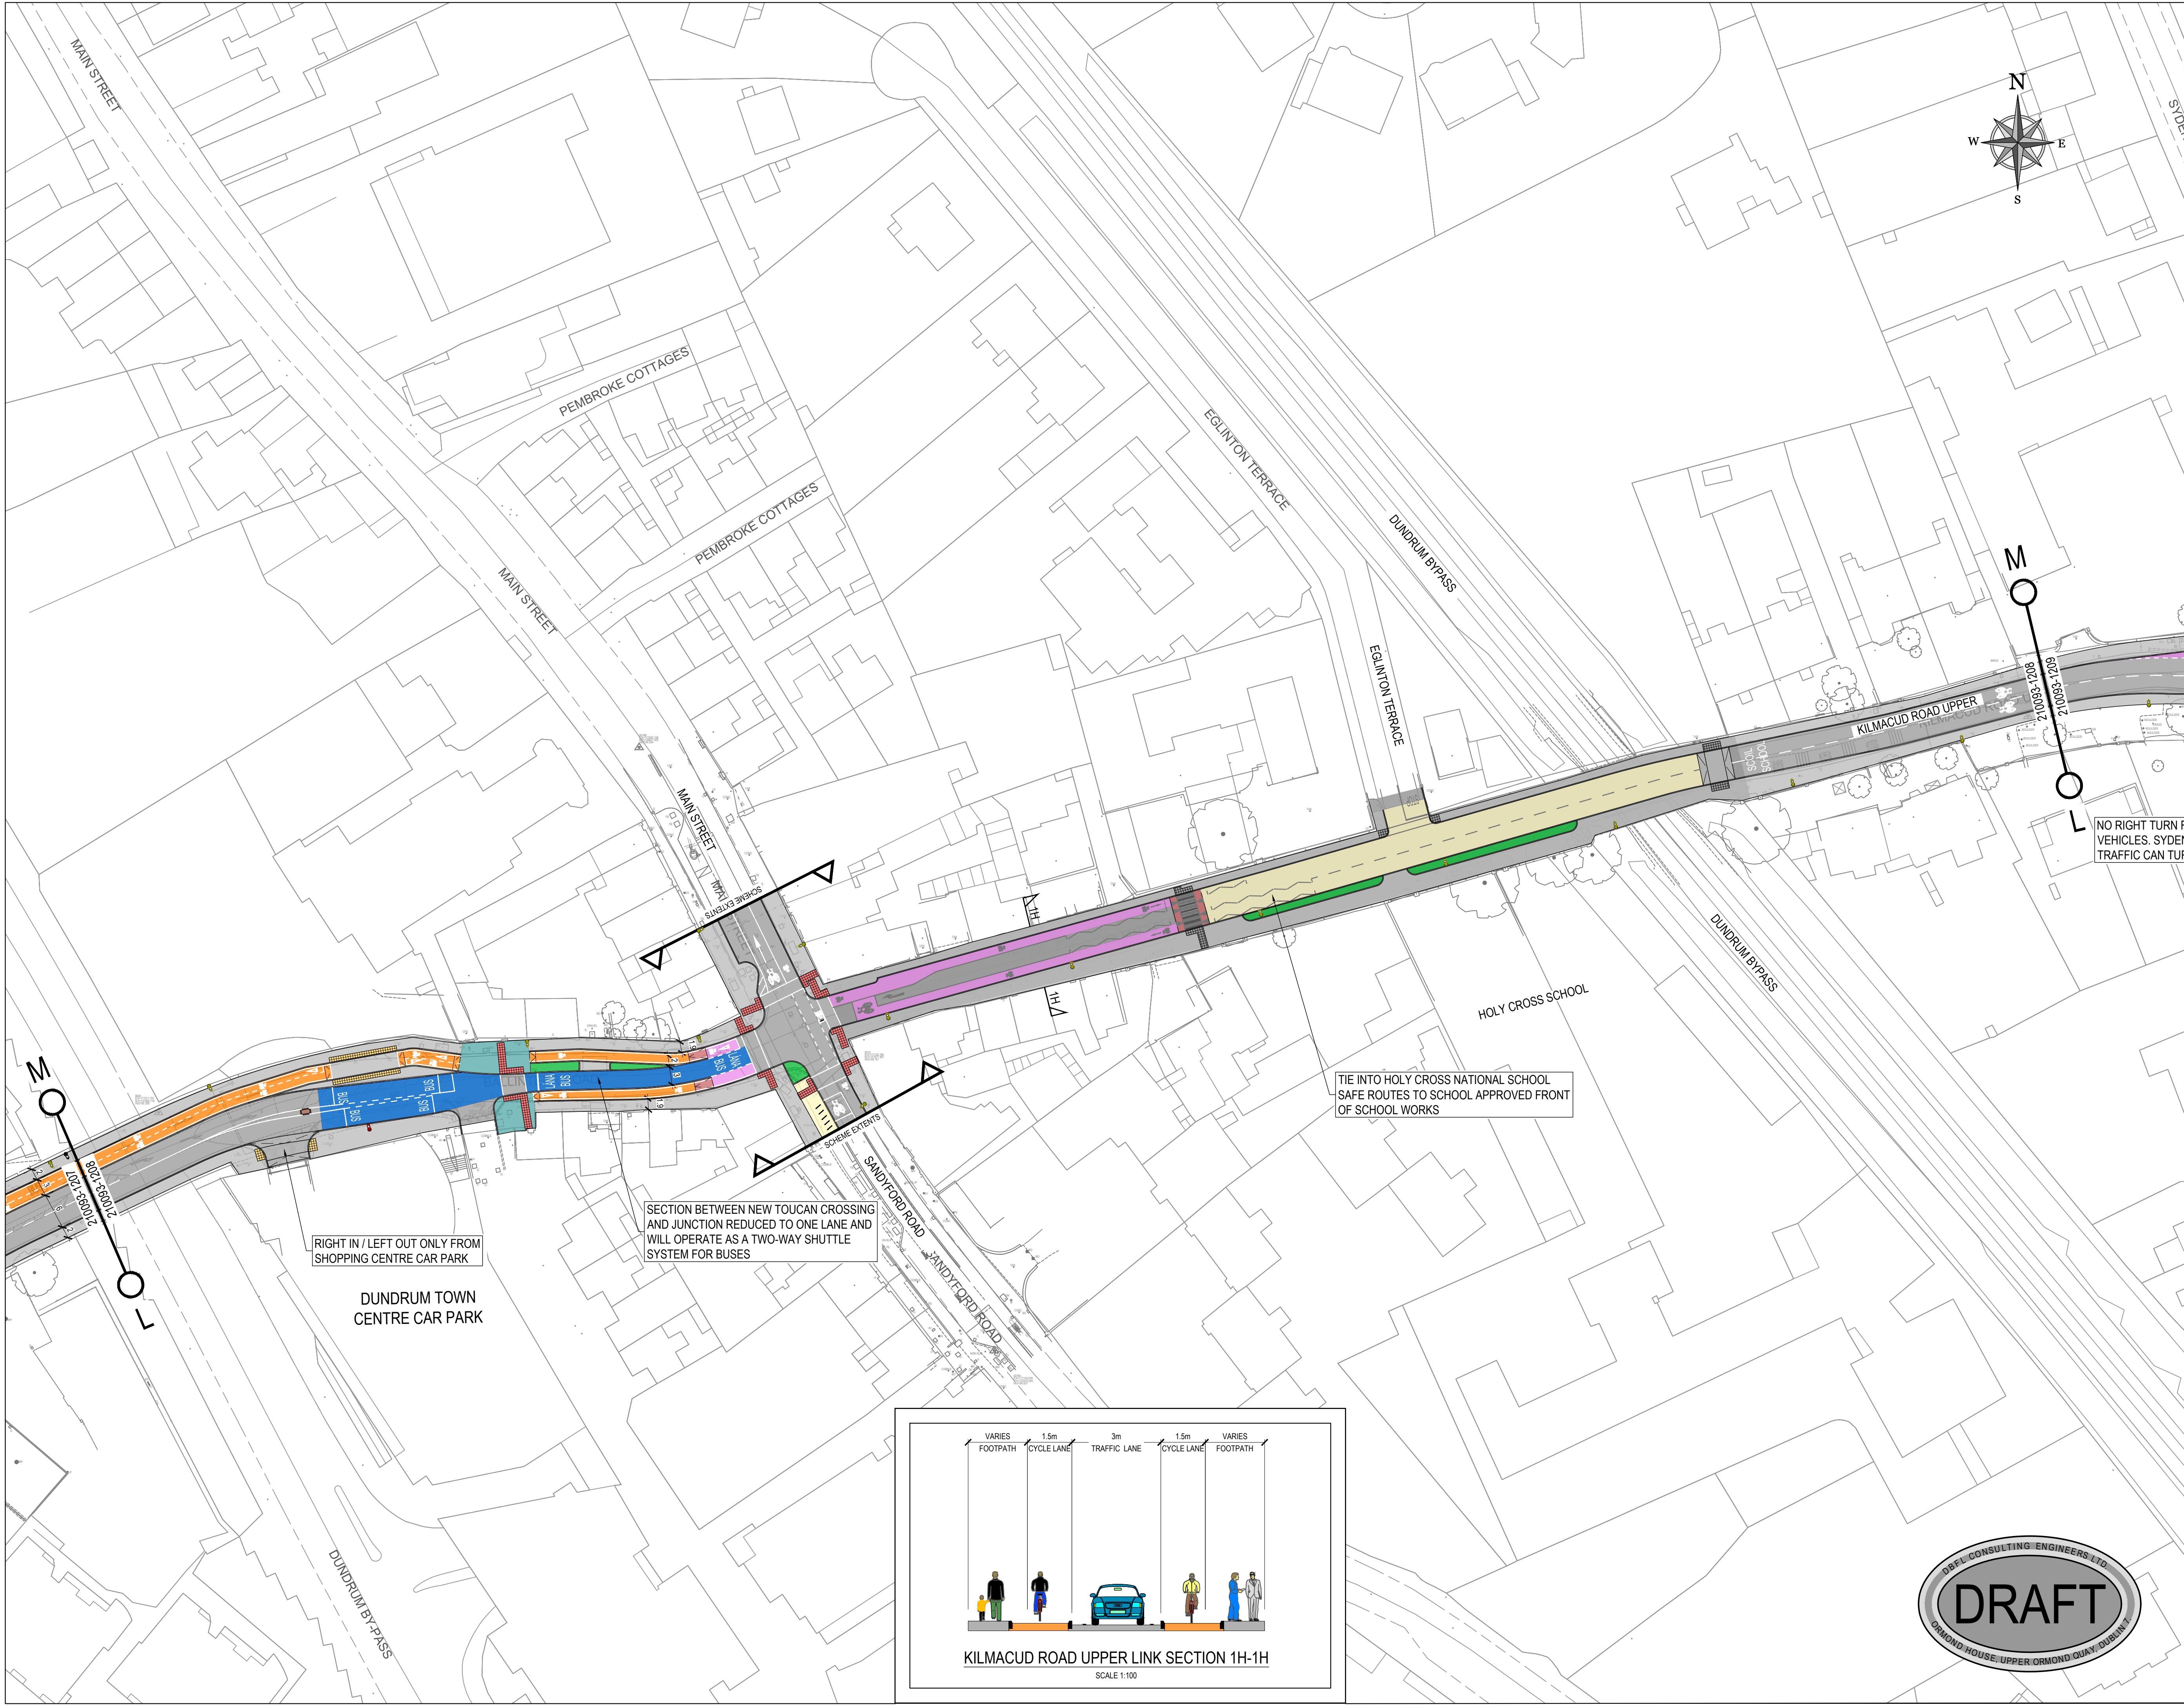 MAIN STREET
N
W
E
S
PEMBROKE COTTAGES
PEMBROKE COTTAGES
MAIN STREET
EGLINTON TERRACE
DUNDRUM BYPASS
EGLINTON TERRACE
M
210093-1208
210093-1209
L
KILMACUD ROAD UPPER
SCOIL
SCHOOL
NO RIGHT TURN
VEHICLES.
TRAFFIC CAN
MAIN STREET
SCHEME EXTENTS
1H
1H
DUNDRUM BYPASS
HOLY CROSS SCHOOL
TIE INTO HOLY CROSS NATIONAL SCHOOL
SAFE ROUTES TO SCHOOL APPROVED FRONT
OF SCHOOL WORKS
M
210093-1207
210093-1208
L
BUS
BUS
BUS
BUS
LANA
BUS
LANA
BUS
SCHEME EXTENTS
SANDYFORD ROAD
SANDYFORD ROAD
SECTION BETWEEN NEW TOUCAN CROSSING
AND JUNCTION REDUCED TO ONE LANE AND
WILL OPERATE AS A TWO-WAY SHUTTLE
SYSTEM FOR BUSES
RIGHT IN / LEFT OUT ONLY FROM
SHOPPING CENTRE CAR PARK
DUNDRUM TOWN
CENTRE CAR PARK
DUNDRUM BY-PASS
VARIES
1.5m
3m
1.5m
VARIES
FOOTPATH
CYCLE LANE
TRAFFIC LANE
CYCLE LANE
FOOTPATH
KILMACUD ROAD UPPER LINK SECTION 1H-1H
SCALE 1:100
DBFL CONSULTING ENGINEERS LTD
DRAFT
ORMOND HOUSE, UPPER ORMOND QUAY, DUBLIN 7.